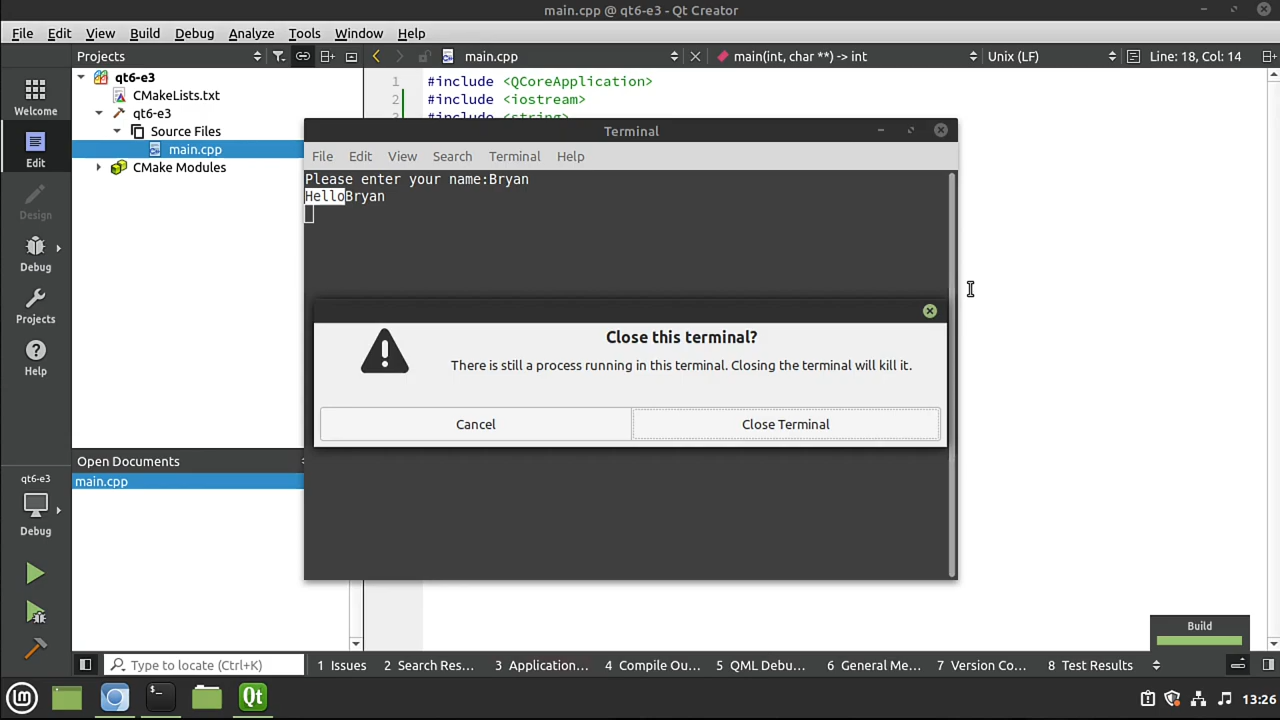 main.cpp @ qt6-e3 - Qt Creator
File Edit View Build Debug Analyze Tools Window Help
Projects main.cpp main(int, char **) -> int Unix (LF) Line: 18, Col: 14
qt6-e3
CMakeLists.txt
qt6-e3
Source Files
main.cpp
CMake Modules
Welcome
Edit
Design
Debug
Projects
Help
1 #include <QCoreApplication>
2 #include <iostream>
3 #include <string>
Terminal
File Edit View Search Terminal Help
Please enter your name:Bryan
HelloBryan
Close this terminal?
There is still a process running in this terminal. Closing the terminal will kill it.
Cancel Close Terminal
Open Documents
main.cpp
qt6-e3
Debug
Build
Type to locate (Ctrl+K) 1 Issues 2 Search Res... 3 Application... 4 Compile Ou... 5 QML Debu... 6 General Me... 7 Version Co... 8 Test Results
13:26